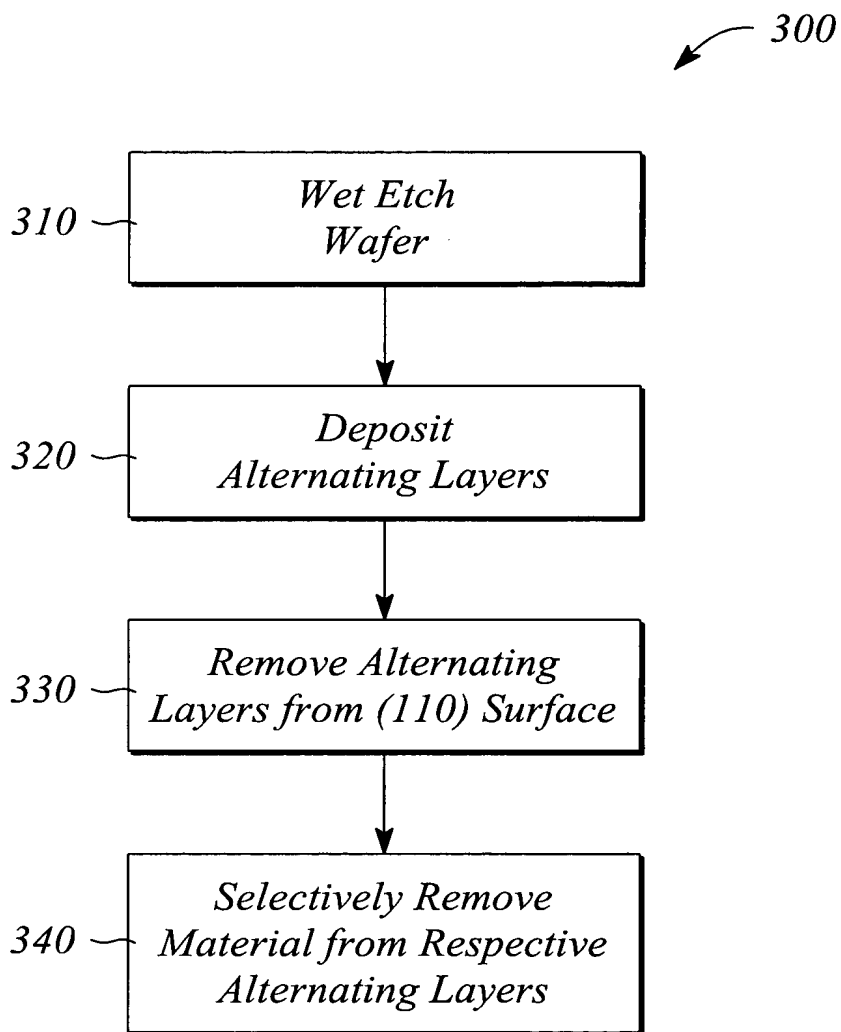 300
310
Wet Etch
Wafer
320
Deposit
Alternating Layers
330
Remove Alternating
Layers from (110) Surface
340
Selectively Remove
Material from Respective
Alternating Layers